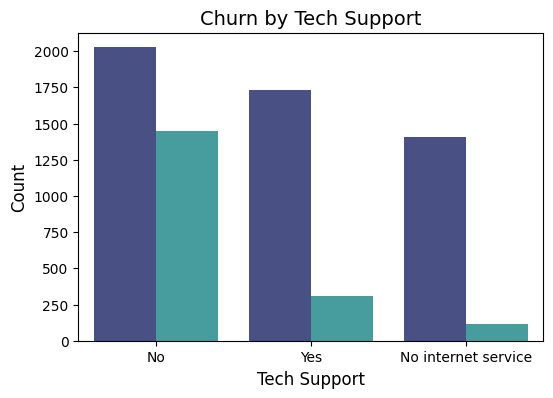 Churn by Tech Support
2000
1750
1500
1250
1000
750
500
250
0
Count
No
Yes
No internet service
Tech Support